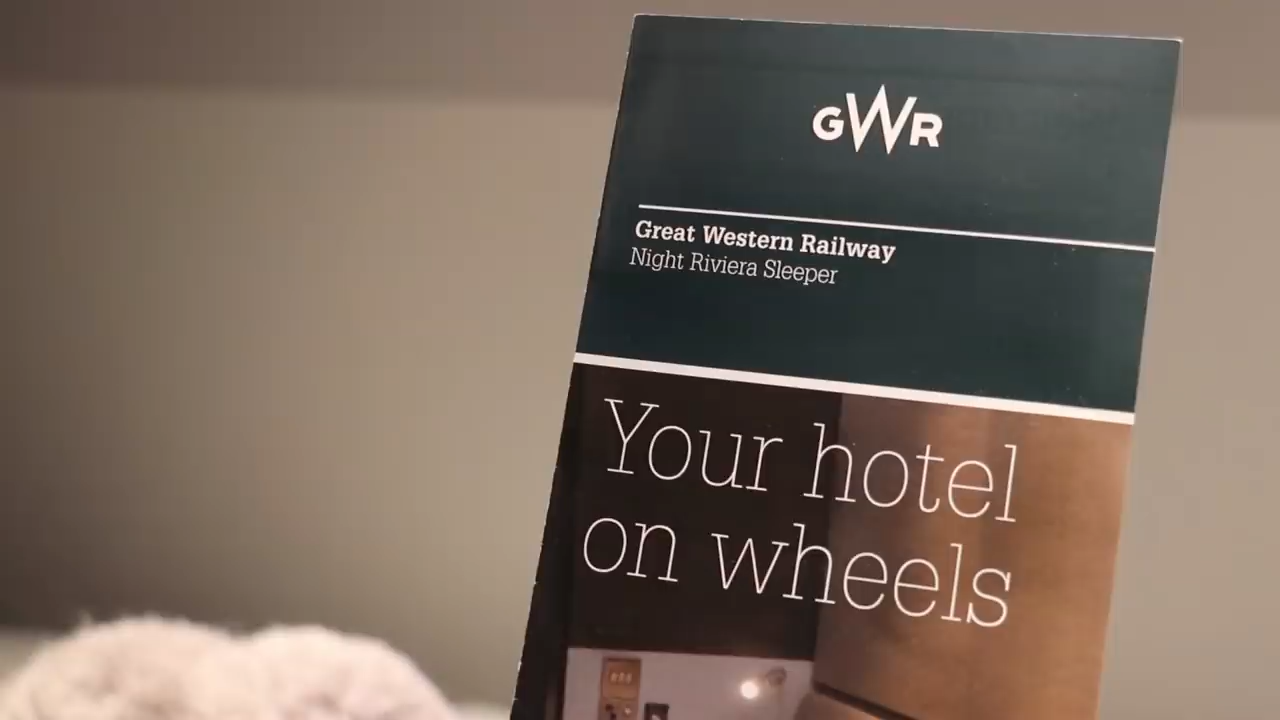 GWR
Great Western Railway
Night Riviera Sleeper
Your hotel
on wheels